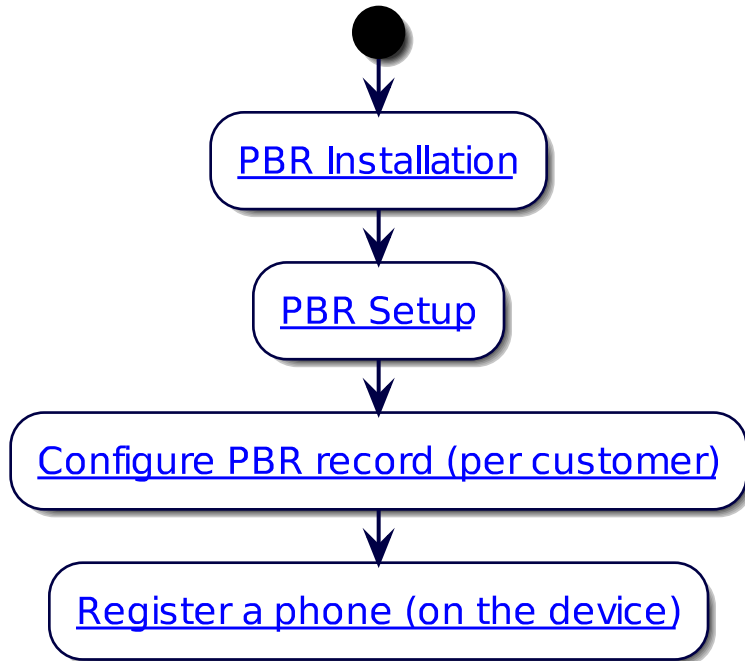 PBR Installation
PBR Setup
Configure PBR record (per customer)
Register a phone (on the device)